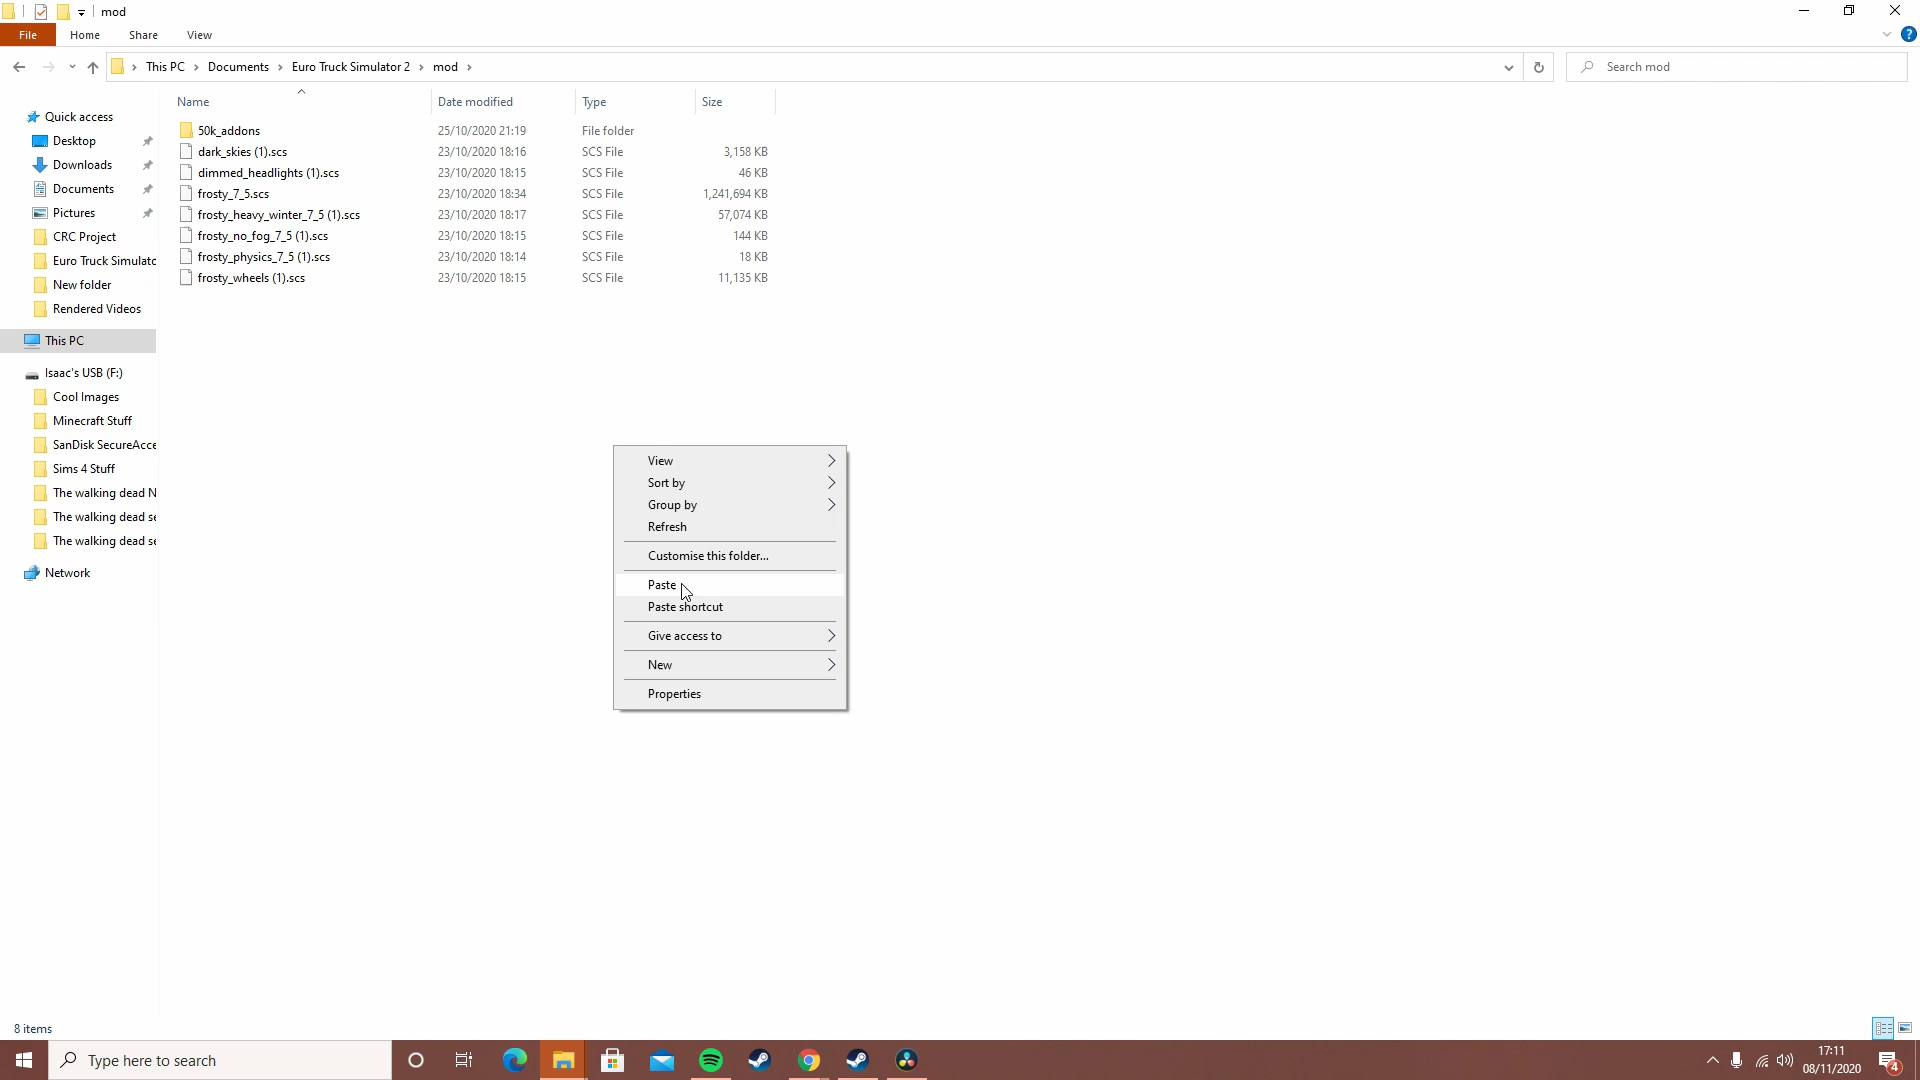 mod
File Home Share View
This PC Documents Euro Truck Simulator 2 mod Search mod
Name Date modified Type Size
50k_addons 25/10/2020 21:19 File folder
dark_skies (1).scs 23/10/2020 18:16 SCS File 3,158 KB
dimmed_headlights (1).scs 23/10/2020 18:15 SCS File 46 KB
frosty_7_5.scs 23/10/2020 18:34 SCS File 1,241,694 KB
frosty_heavy_winter_7_5 (1).scs 23/10/2020 18:17 SCS File 57,074 KB
frosty_no_fog_7_5 (1).scs 23/10/2020 18:15 SCS File 144 KB
frosty_physics_7_5 (1).scs 23/10/2020 18:14 SCS File 18 KB
frosty_wheels (1).scs 23/10/2020 18:15 SCS File 11,135 KB
Quick access
Desktop
Downloads
Documents
Pictures
CRC Project
Euro Truck Simulato
New folder
Rendered Videos
This PC
Isaac's USB (F:)
Cool Images
Minecraft Stuff
SanDisk SecureAcce
Sims 4 Stuff
The walking dead N
The walking dead se
The walking dead se
Network
View
Sort by
Group by
Refresh
Customise this folder...
Paste
Paste shortcut
Give access to
New
Properties
8 items
Type here to search
17:11
08/11/2020
4